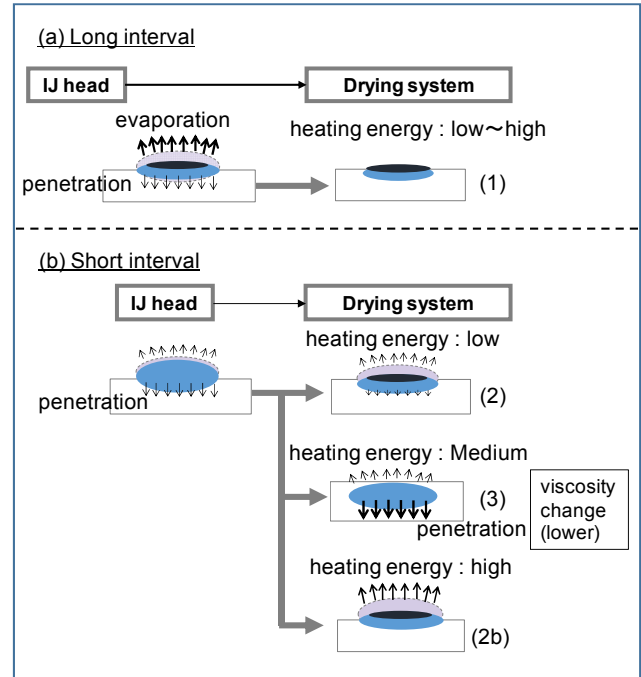 (a) Long interval
IJ head
Drying system
evaporation
heating energy : low～high
penetration
(1)
(b) Short interval
IJ head
Drying system
heating energy : low
penetration
(2)
heating energy : Medium
(3)
viscosity
change
(lower)
penetration
heating energy : high
(2b)